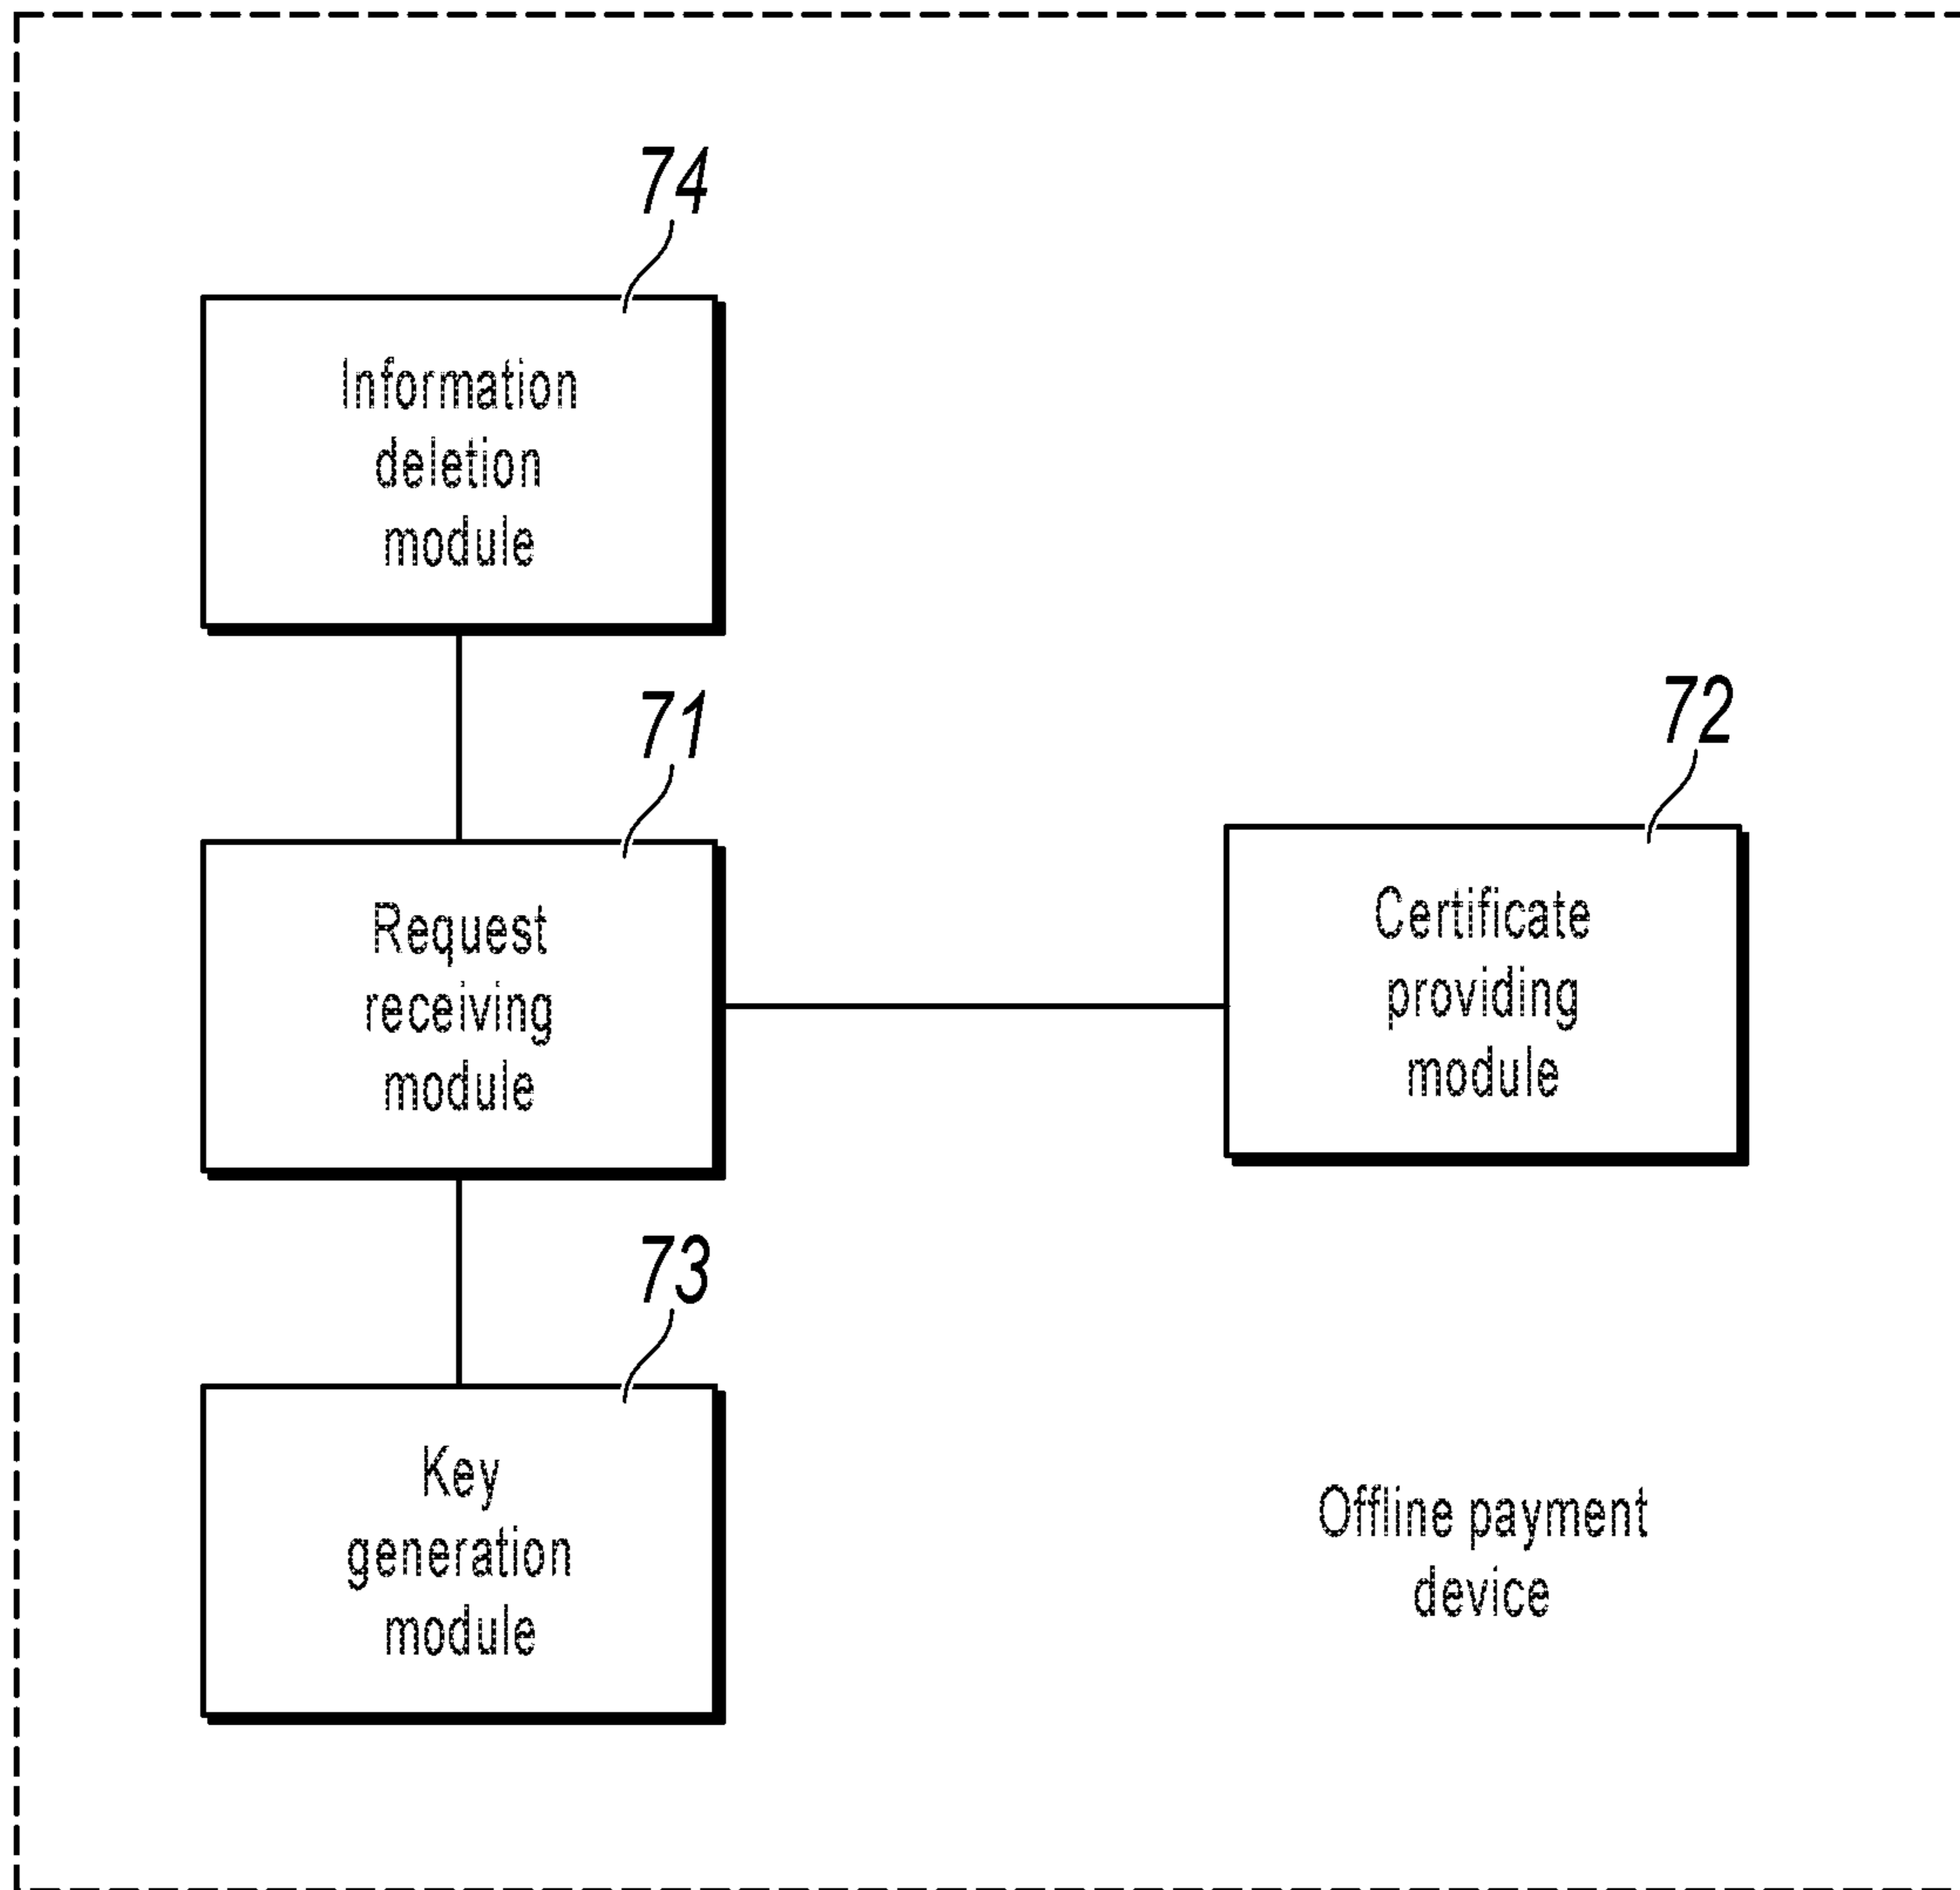 74
Information
deletion
module
71
Request
receiving
module
72
Certificate
providing
module
73
Key
generation
module
Offline payment
device